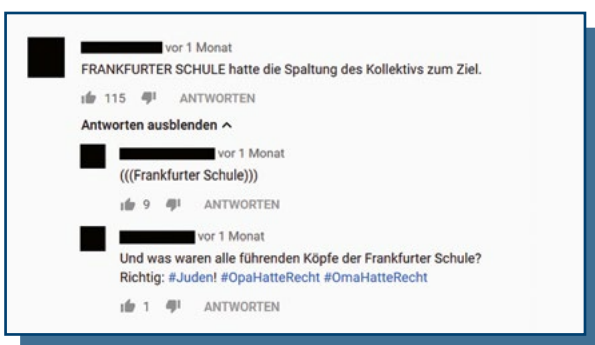 vor 1 Monat
FRANKFURTER SCHULE hatte die Spaltung des Kollektivs zum Ziel.
115 ANTWORTEN
Antworten ausblenden
vor 1 Monat
(((Frankfurter Schule)))
9 ANTWORTEN
vor 1 Monat
Und was waren alle führenden Köpfe der Frankfurter Schule?
Richtig: #Juden! #OpaHatteRecht #OmaHatteRecht
1 ANTWORTEN